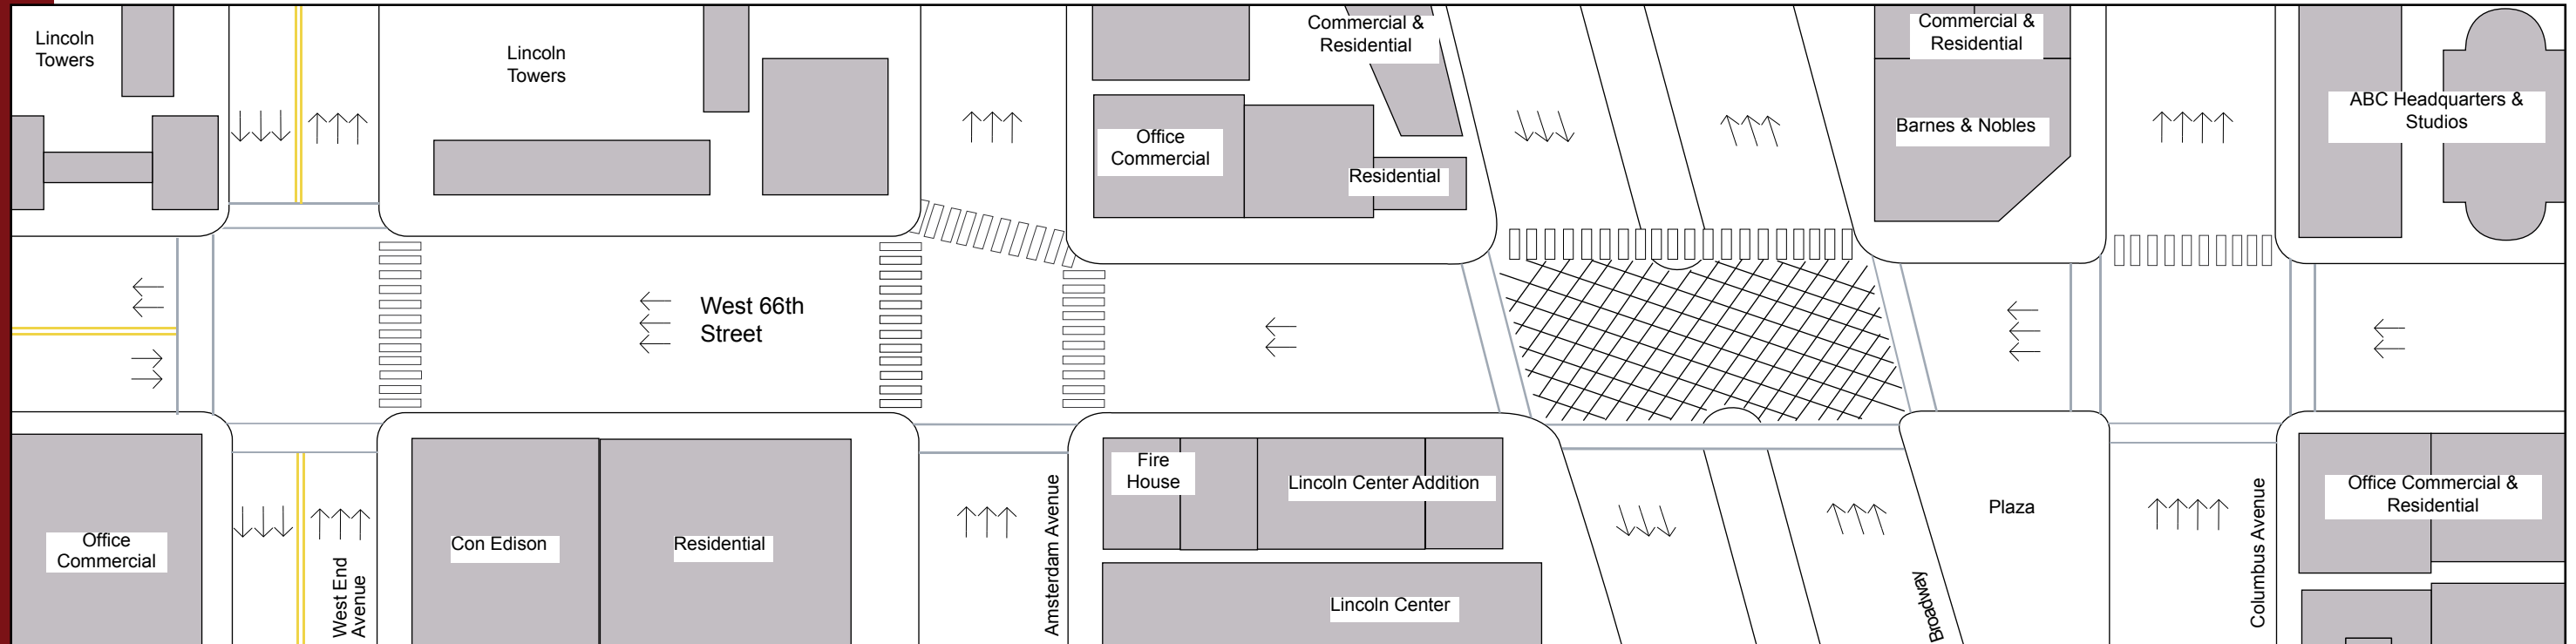 Lincoln
Towers
Lincoln
Towers
Commercial &
Residential
Commercial &
Residential
Office
Commercial
Residential
Barnes & Nobles
ABC Headquarters &
Studios
West 66th
Street
Office
Commercial
West End
Avenue
Con Edison
Residential
Amsterdam Avenue
Fire
House
Lincoln Center Addition
Lincoln Center
Broadway
Plaza
Columbus Avenue
Office Commercial &
Residential